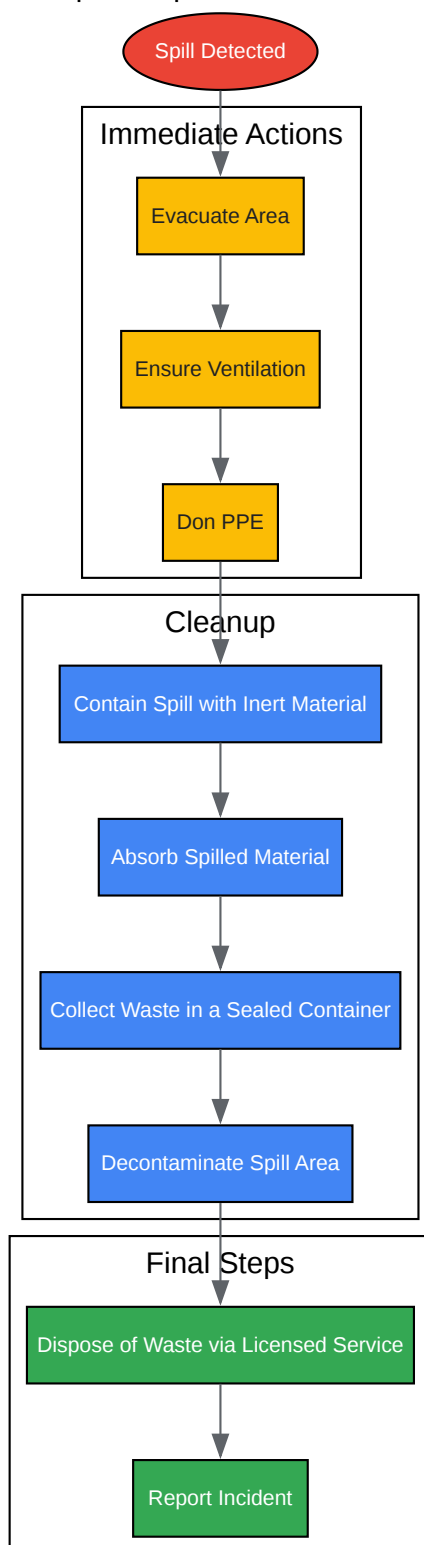 Spill Detected
Immediate Actions
Evacuate Area
Ensure Ventilation
Don PPE
Cleanup
Contain Spill with Inert Material
Absorb Spilled Material
Collect Waste in a Sealed Container
Decontaminate Spill Area
Final Steps
Dispose of Waste via Licensed Service
Report Incident